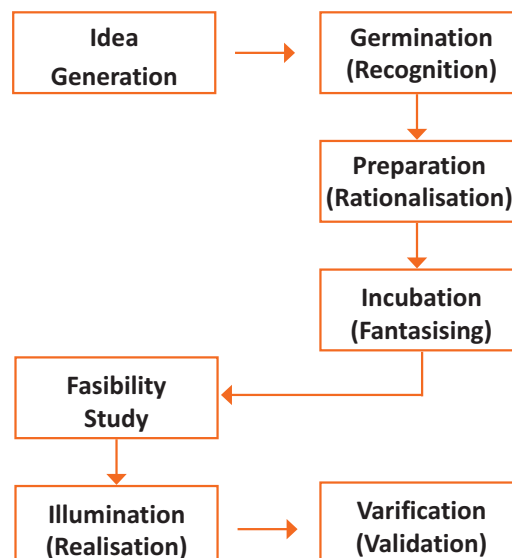 Idea
Generation
Germination
(Recognition)
Preparation
(Rationalisation)
Incubation
(Fantasising)
Fasibility
Study
Illumination
(Realisation)
Varification
(Validation)